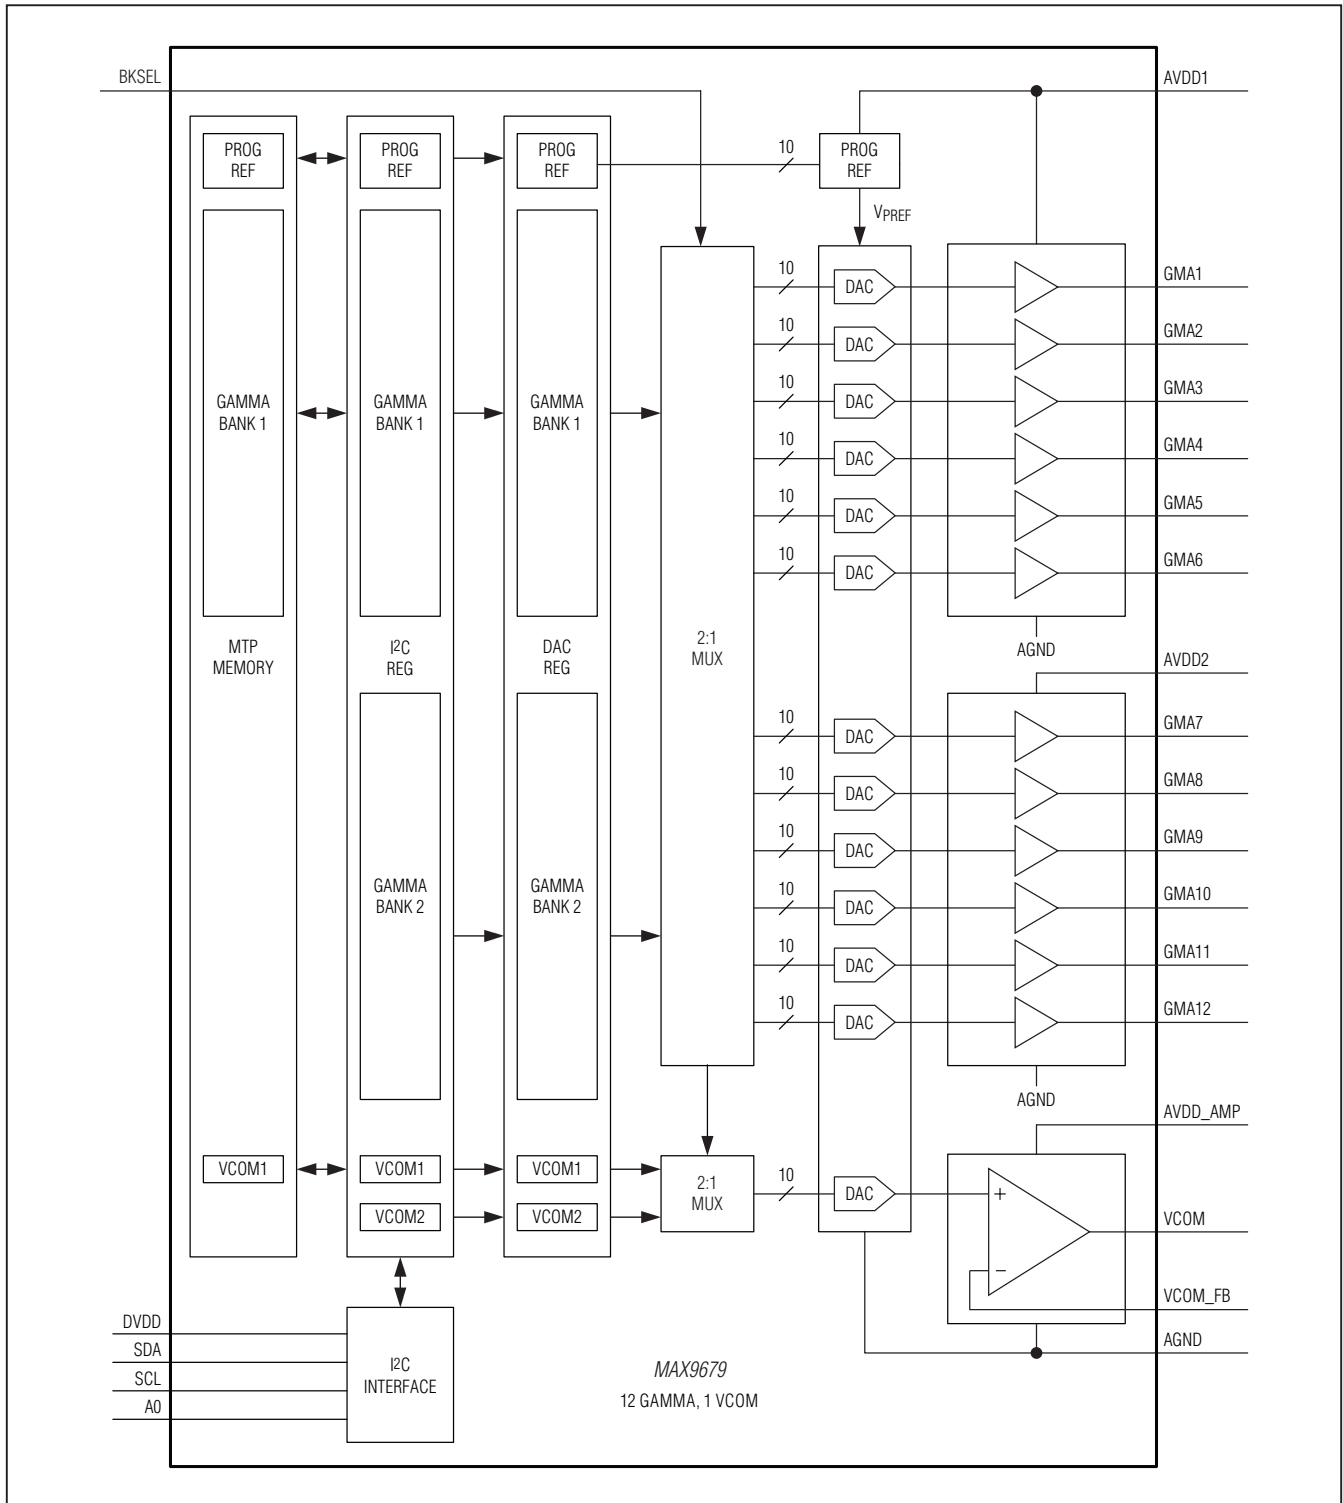 BKSEL
AVDD1
PROG
REF
PROG
REF
PROG
REF
10
PROG
REF
VPREF
GAMMA
BANK 1
GAMMA
BANK 1
GAMMA
BANK 1
10
DAC
GMA1
10
DAC
GMA2
10
DAC
GMA3
10
DAC
GMA4
10
DAC
GMA5
10
DAC
GMA6
MTP
MEMORY
I2C
REG
DAC
REG
2:1
MUX
AGND
AVDD2
GAMMA
BANK 2
GAMMA
BANK 2
10
DAC
GMA7
10
DAC
GMA8
10
DAC
GMA9
10
DAC
GMA10
10
DAC
GMA11
10
DAC
GMA12
AGND
AVDD_AMP
VCOM1
VCOM1
VCOM1
VCOM2
VCOM2
2:1
MUX
10
DAC
+
−
VCOM
VCOM_FB
AGND
DVDD
SDA
SCL
A0
I2C
INTERFACE
MAX9679
12 GAMMA, 1 VCOM